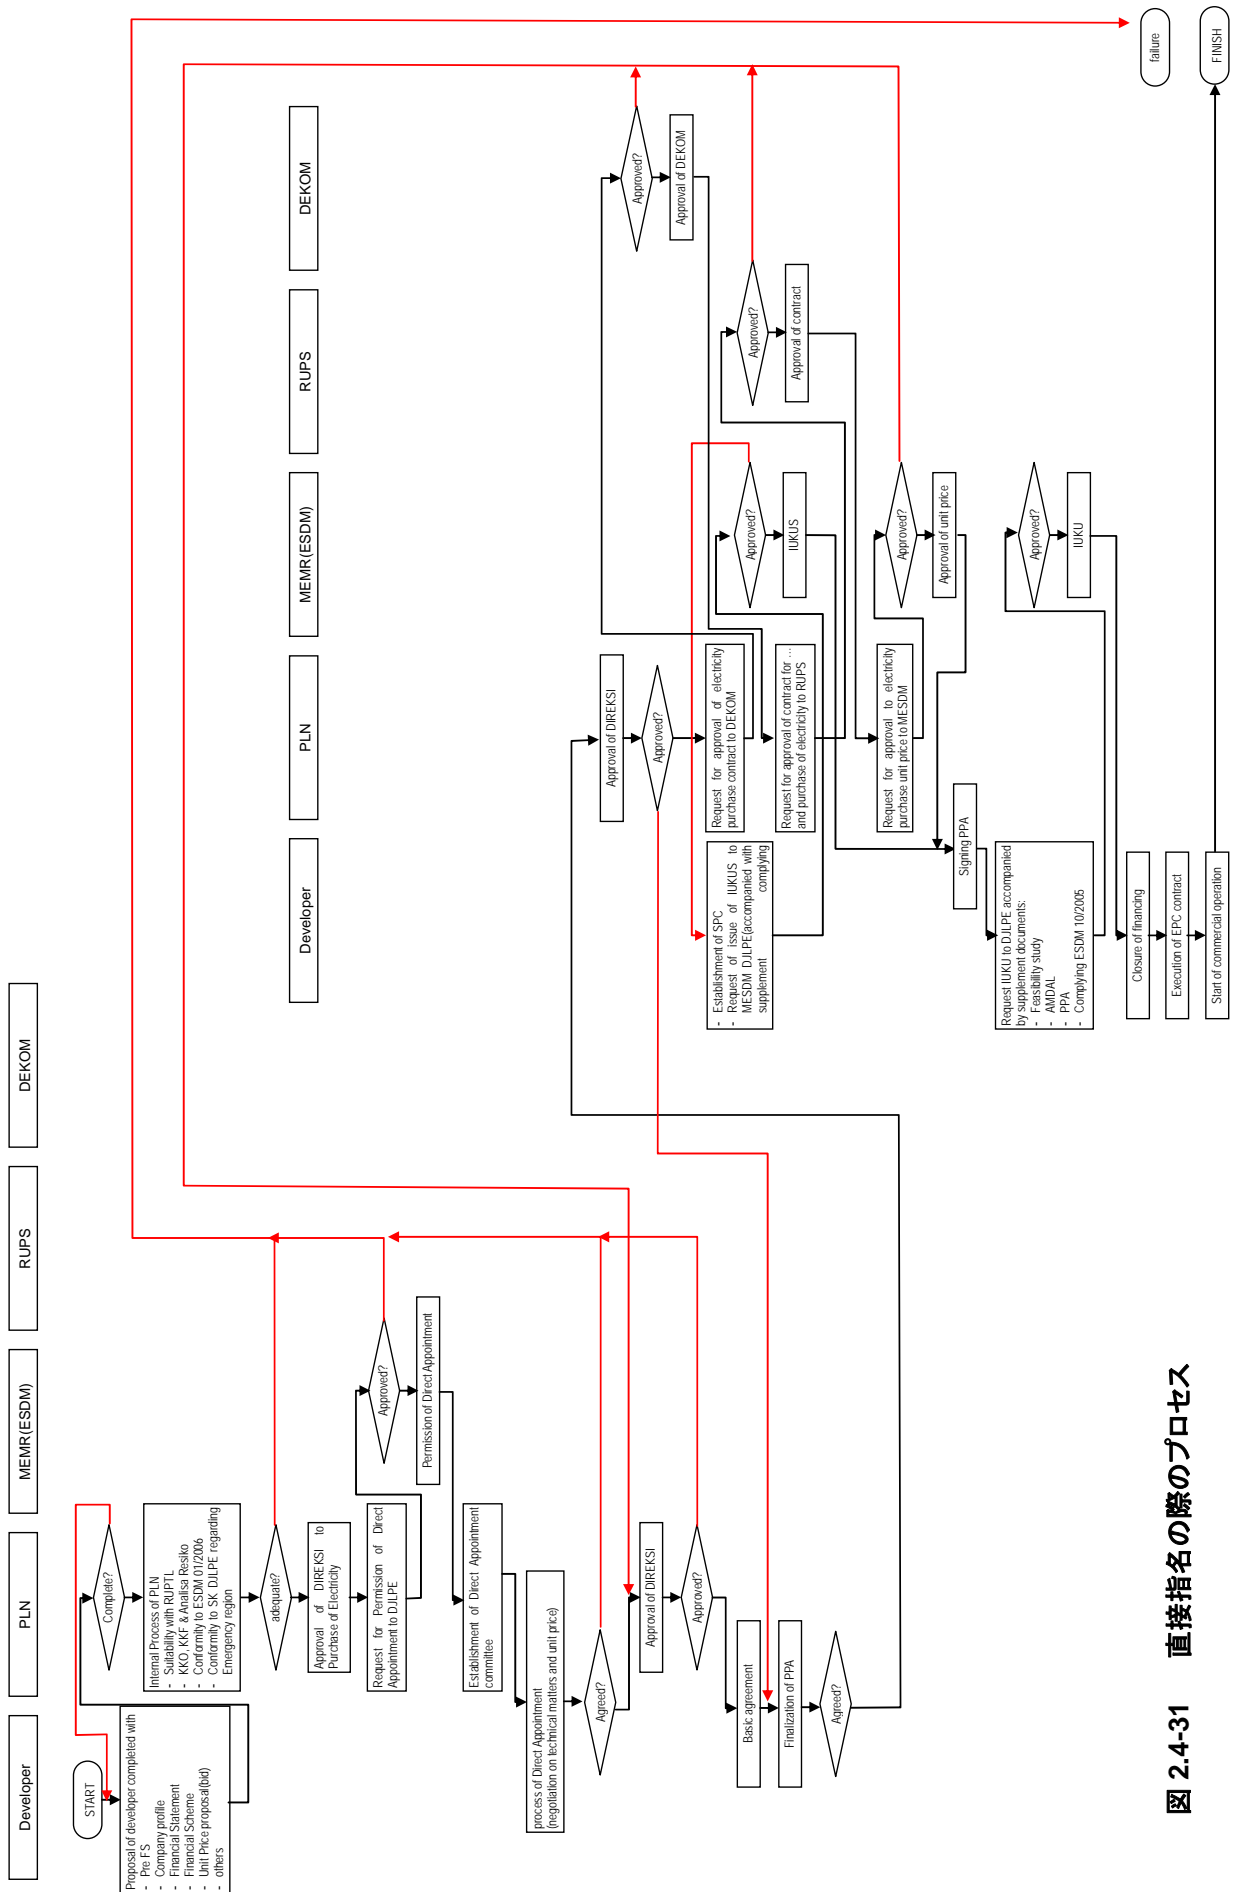 Developer
PLN
MEMR(ESDM)
RUPS
DEKOM
START
Proposal of developer completed with
- Pre FS
- Company profile
- Financial Statement
- Financial Scheme
- Unit Price proposal(bid)
- others
Complete?
Internal Process of PLN
- Suitability with RUPTL
- KKO, KKF & Analisa Resiko
- Conformity to ESDM 01/2006
- Conformity to SK DJLPE regarding
Emergency region
adequate?
Approval of DIREKSI to
Purchase of Electricity
Request for Permission of Direct
Appointment to DJLPE
Approved?
Permission of Direct Appointment
Establishment of Direct Appointment
committee
process of Direct Appointment
(negotiation on technical matters and unit price)
Agreed?
Approval of DIREKSI
Approved?
Basic agreement
Finalization of PPA
Agreed?
Developer
PLN
MEMR(ESDM)
RUPS
DEKOM
Approval of DIREKSI
Approved?
- Establishment of SPC
- Request of issue of IUKUS to
MESDM DJLPE(accompanied with
supplement complying
Request for approval of electricity
purchase contract to DEKOM
Approved?
Approval of DEKOM
Approved?
IUKUS
Request for approval of contract for …
and purchase of electricity to RUPS
Approved?
Approval of contract
Request for approval to electricity
purchase unit price to MESDM
Approved?
Approval of unit price
Signing PPA
Request IUKU to DJLPE accompanied
by supplement documents:
- Feasibility study
- AMDAL
- PPA
- Complying ESDM 10/2005
Approved?
IUKU
Closure of financing
Execution of EPC contract
Start of commercial operation
failure
FINISH
図 2.4-31 直接指名の際のプロセス